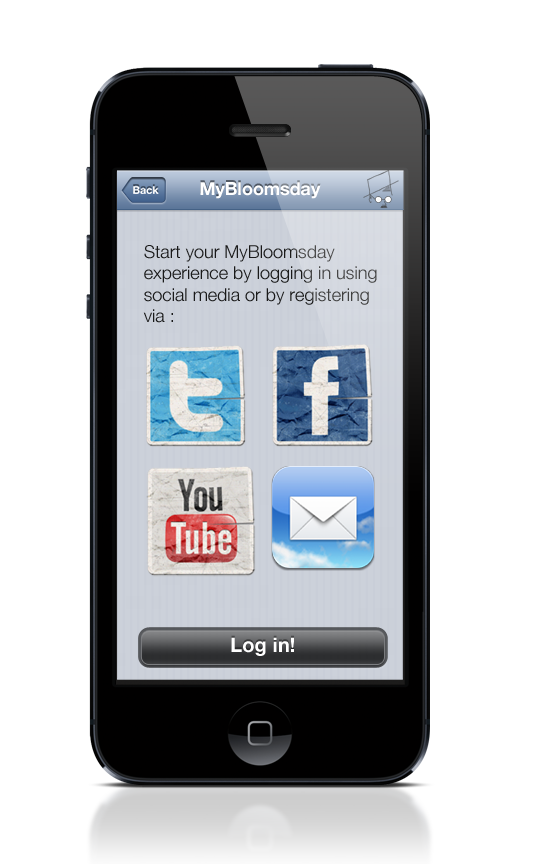 Back
MyBloomsday
Start your MyBloomsday
experience by logging in using
social media or by registering
via :
t
f
You
Tube
Log in!